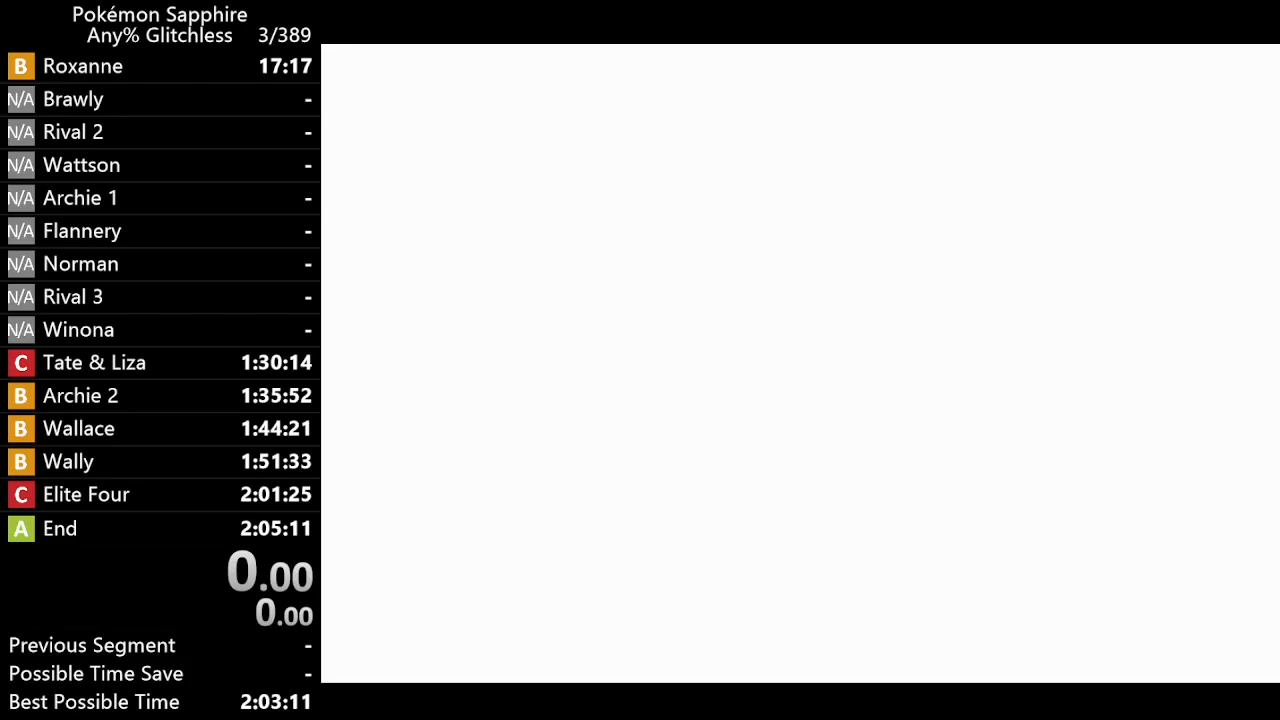 Pokémon Sapphire
Any% Glitchless 3/389
B Roxanne 17:17
N/A Brawly -
N/A Rival 2 -
N/A Wattson -
N/A Archie 1 -
N/A Flannery -
N/A Norman -
N/A Rival 3 -
N/A Winona -
C Tate & Liza 1:30:14
B Archie 2 1:35:52
B Wallace 1:44:21
B Wally 1:51:33
C Elite Four 2:01:25
A End 2:05:11
0.00
0.00
Previous Segment -
Possible Time Save -
Best Possible Time 2:03:11